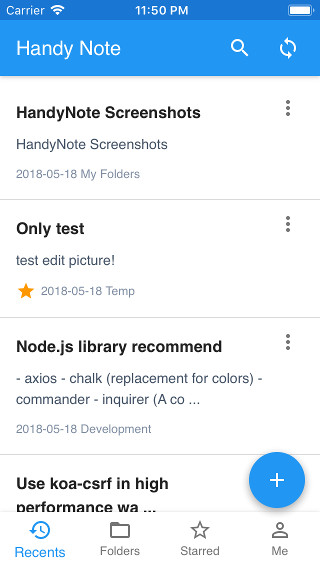 Carrier 11:50 PM
Handy Note
HandyNote Screenshots
HandyNote Screenshots
2018-05-18 My Folders
Only test
test edit picture!
2018-05-18 Temp
Node.js library recommend
- axios - chalk (replacement for colors) -
commander - inquirer (A co ...
2018-05-18 Development
Use koa-csrf in high
performance wa ...
Recents Folders Starred Me